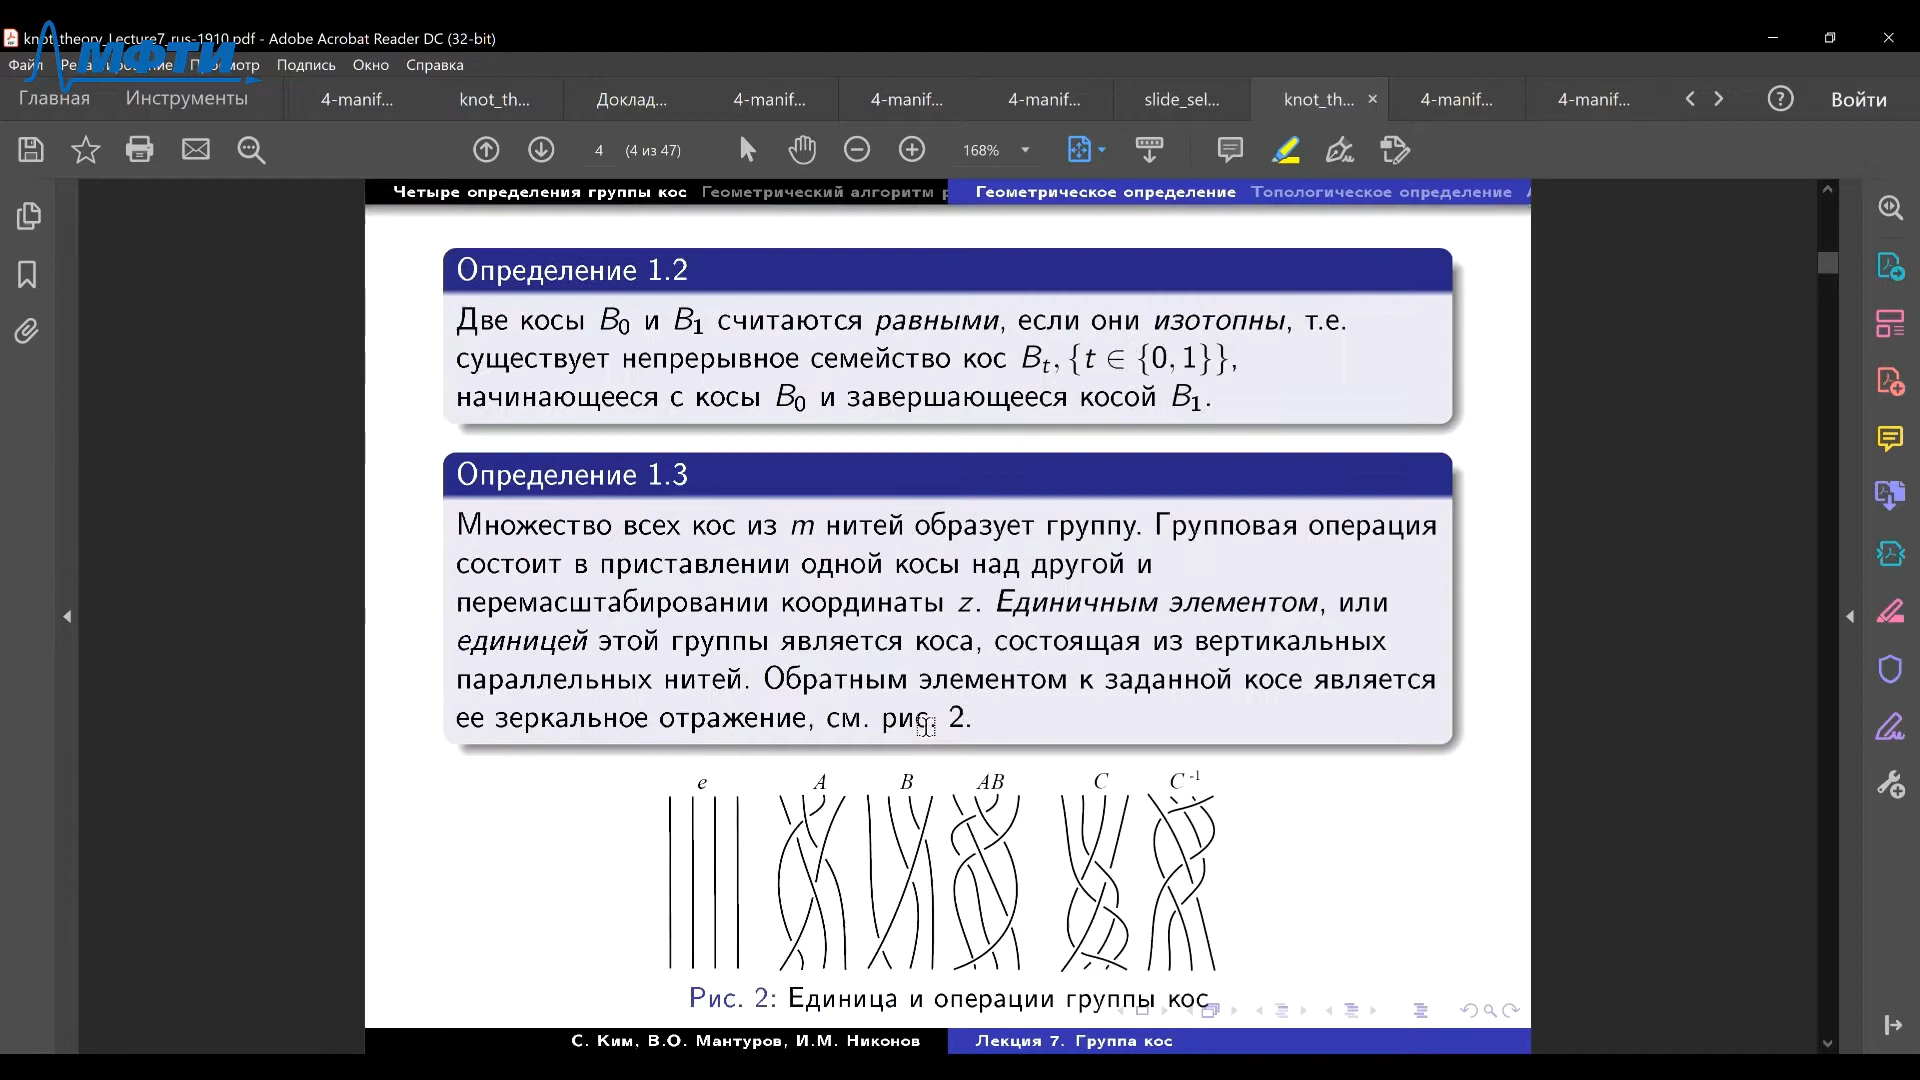 knot_theory_Lecture7_rus-1910.pdf - Adobe Acrobat Reader DC (32-bit)
МФТИ
Файл Редактирование Просмотр Подпись Окно Справка
Главная Инструменты 4-manif... knot_th... Доклад... 4-manif... 4-manif... 4-manif... slide_sel... knot_th... 4-manif... 4-manif... Войти
4 (4 из 47) 168%
Четыре определения группы кос Геометрический алгоритм Геометрическое определение Топологическое определение
Определение 1.2
Две косы B₀ и B₁ считаются равными, если они изотопны, т.е.
существует непрерывное семейство кос Bₜ, {t ∈ {0, 1}},
начинающееся с косы B₀ и завершающееся косой B₁.
Определение 1.3
Множество всех кос из m нитей образует группу. Групповая операция
состоит в приставлении одной косы над другой и
перемасштабировании координаты z. Единичным элементом, или
единицей этой группы является коса, состоящая из вертикальных
параллельных нитей. Обратным элементом к заданной косе является
ее зеркальное отражение, см. рис. 2.
e A B AB C C⁻¹
Рис. 2: Единица и операции группы кос
С. Ким, В.О. Мантуров, И.М. Никонов Лекция 7. Группа кос